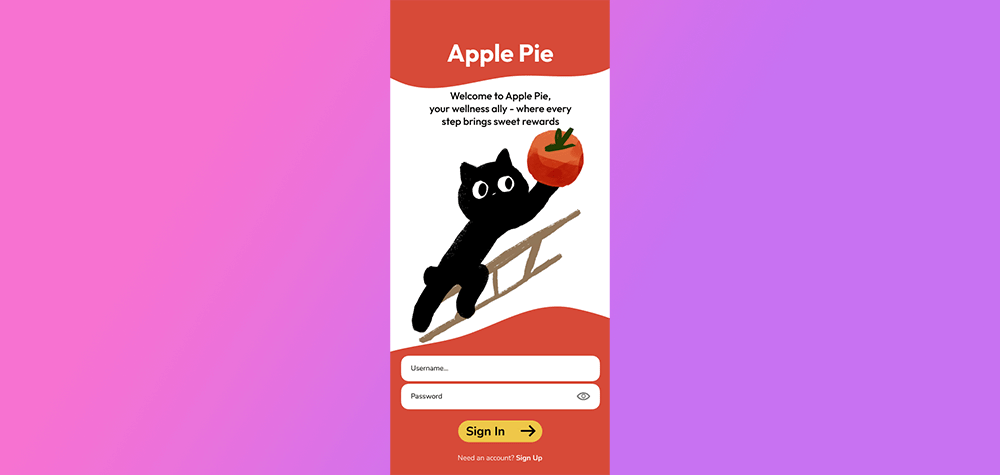 Apple Pie
Welcome to Apple Pie,
your wellness ally - where every
step brings sweet rewards
Username...
Password
Sign In
Need an account? Sign Up